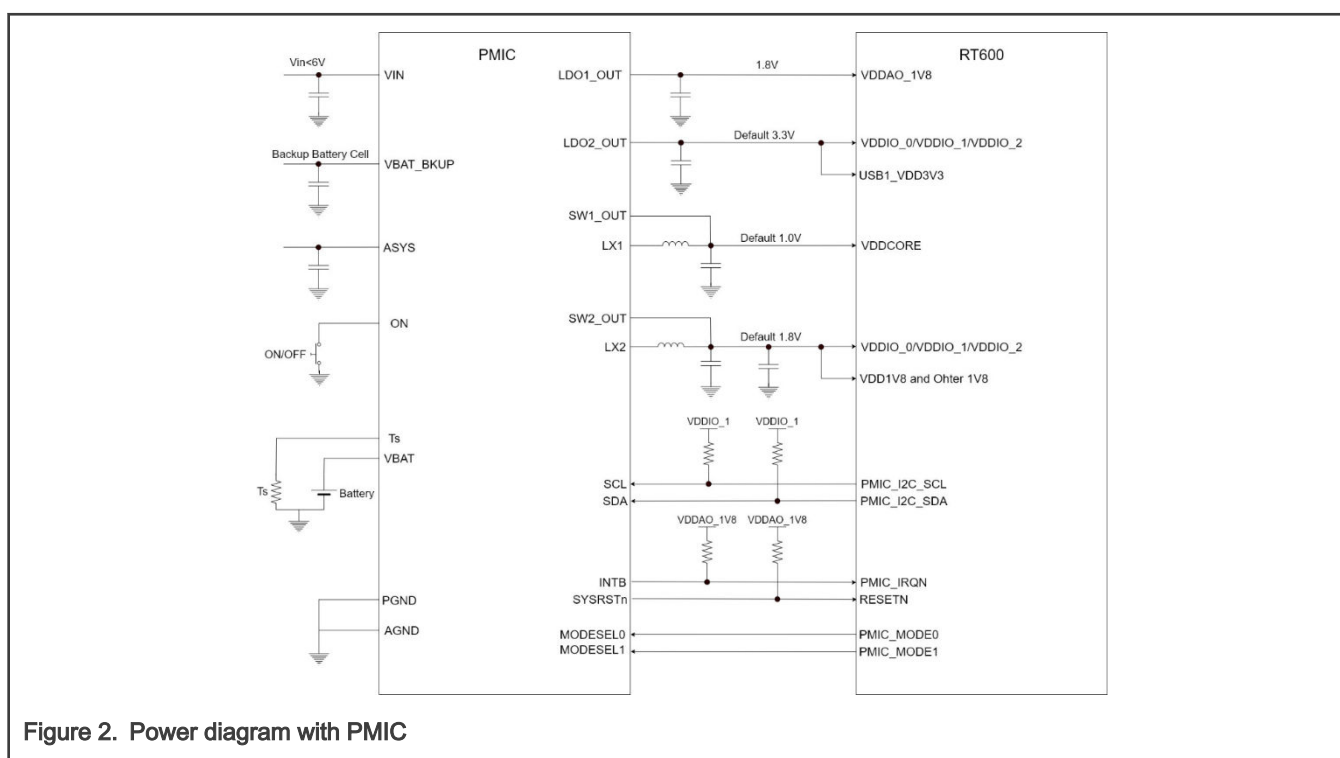 PMIC
RT600
Vin<6V
VIN
LDO1_OUT
1.8V
VDDAO_1V8
LDO2_OUT
Default 3.3V
VDDIO_0/VDDIO_1/VDDIO_2
Backup Battery Cell
VBAT_BKUP
USB1_VDD3V3
SW1_OUT
ASYS
LX1
Default 1.0V
VDDCORE
ON
SW2_OUT
ON/OFF
LX2
Default 1.8V
VDDIO_0/VDDIO_1/VDDIO_2
VDD1V8 and Ohter 1V8
VDDIO_1
VDDIO_1
Ts
VBAT
Ts
Battery
SCL
PMIC_I2C_SCL
SDA
PMIC_I2C_SDA
VDDAO_1V8
VDDAO_1V8
INTB
PMIC_IRQN
PGND
SYSRSTn
RESETN
AGND
MODESEL0
PMIC_MODE0
MODESEL1
PMIC_MODE1
Figure 2. Power diagram with PMIC